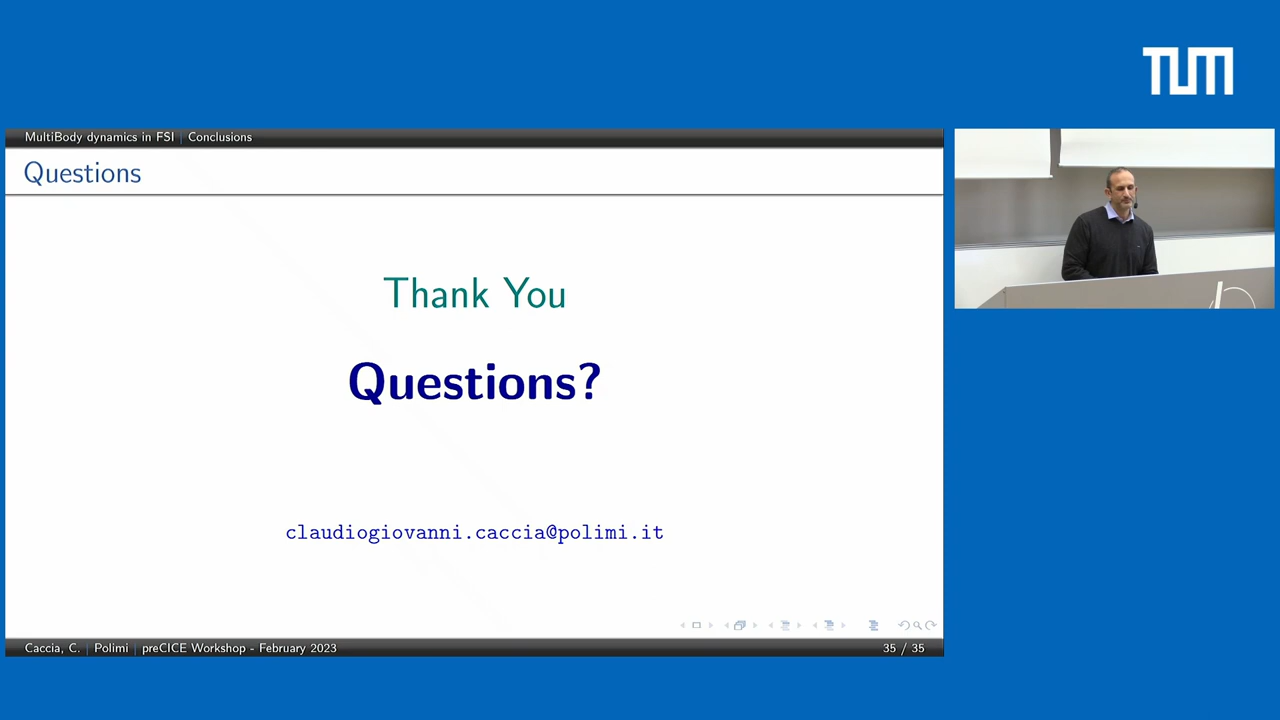 TUM
MultiBody dynamics in FSI | Conclusions
Questions
Thank You
Questions?
claudiogiovanni.caccia@polimi.it
Caccia, C. | Polimi | preCICE Workshop - February 2023
35 / 35